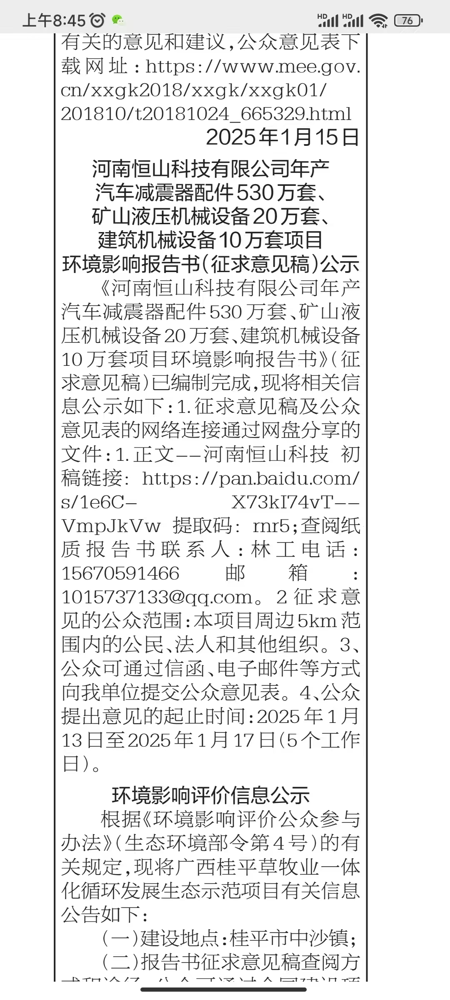 上午8:45
HD HD 76
有关的意见和建议,公众意见表下
载网址:https://www.mee.gov.
cn/xxgk2018/xxgk/xxgk01/
201810/t20181024_665329.html
2025年1月15日
河南恒山科技有限公司年产
汽车减震器配件530万套、
矿山液压机械设备20万套、
建筑机械设备10万套项目
环境影响报告书(征求意见稿)公示
《河南恒山科技有限公司年产
汽车减震器配件530万套、矿山液
压机械设备20万套、建筑机械设备
10万套项目环境影响报告书》(征
求意见稿)已编制完成,现将相关信
息公示如下:1.征求意见稿及公众
意见表的网络连接通过网盘分享的
文件:1.正文--河南恒山科技 初
稿链接: https://pan.baidu.com/
s/1e6C- X73kI74vT--
VmpJkVw 提取码: rnr5;查阅纸
质报告书联系人:林工电话:
15670591466 邮箱:
1015737133@qq.com。2征求意
见的公众范围:本项目周边5km范
围内的公民、法人和其他组织。3、
公众可通过信函、电子邮件等方式
向我单位提交公众意见表。4、公众
提出意见的起止时间:2025年1月
13日至2025年1月17日(5个工作
日)。
环境影响评价信息公示
根据《环境影响评价公众参与
办法》(生态环境部令第4号)的有
关规定,现将广西桂平草牧业一体
化循环发展生态示范项目有关信息
公告如下:
(一)建设地点:桂平市中沙镇;
(二)报告书征求意见稿查阅方